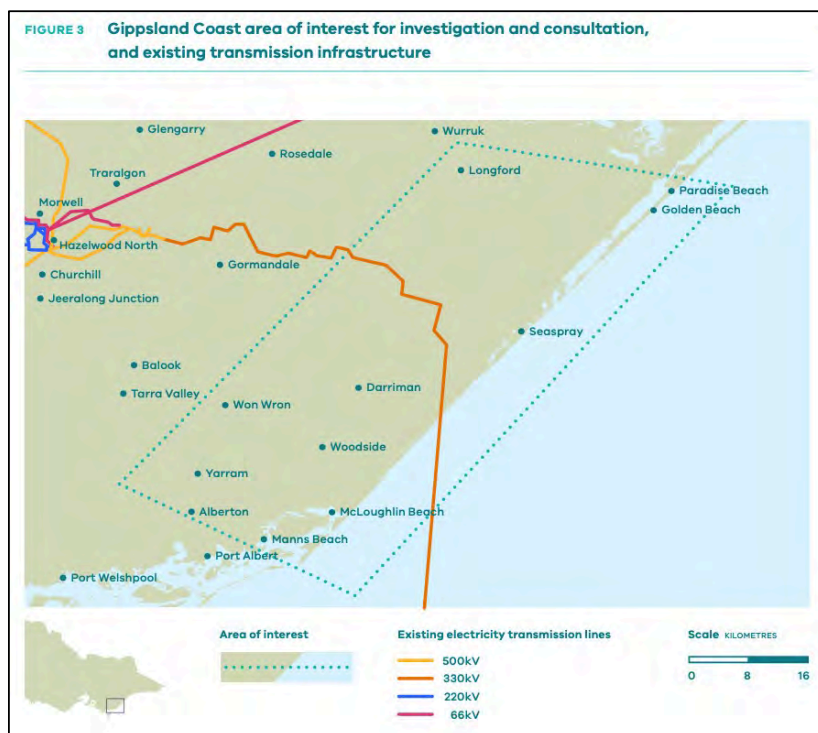 FIGURE 3 Gippsland Coast area of interest for investigation and consultation,
and existing transmission infrastructure
Glengarry
Wurruk
Rosedale
Longford
Traralgon
Paradise Beach
Morwell
Golden Beach
Hazelwood North
Gormandale
Churchill
Jeeralong Junction
Seaspray
Balook
Darriman
Tarra Valley
Won Wron
Woodside
Yarram
Alberton
McLoughlin Beach
Manns Beach
Port Albert
Port Welshpool
Area of interest
Existing electricity transmission lines
500kV
330kV
220kV
66kV
Scale KILOMETRES
0 8 16